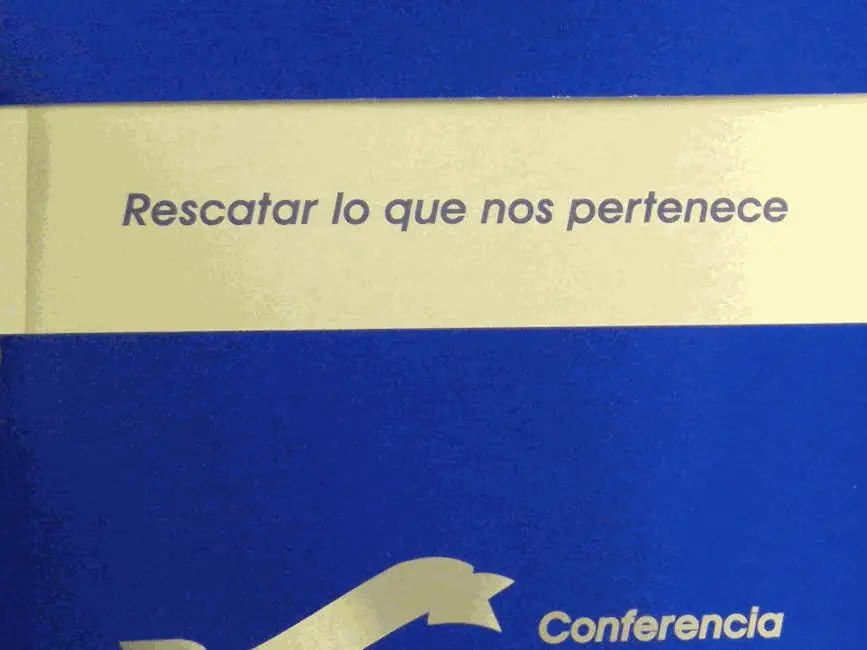 Rescatar lo que nos pertenece
Conferencia